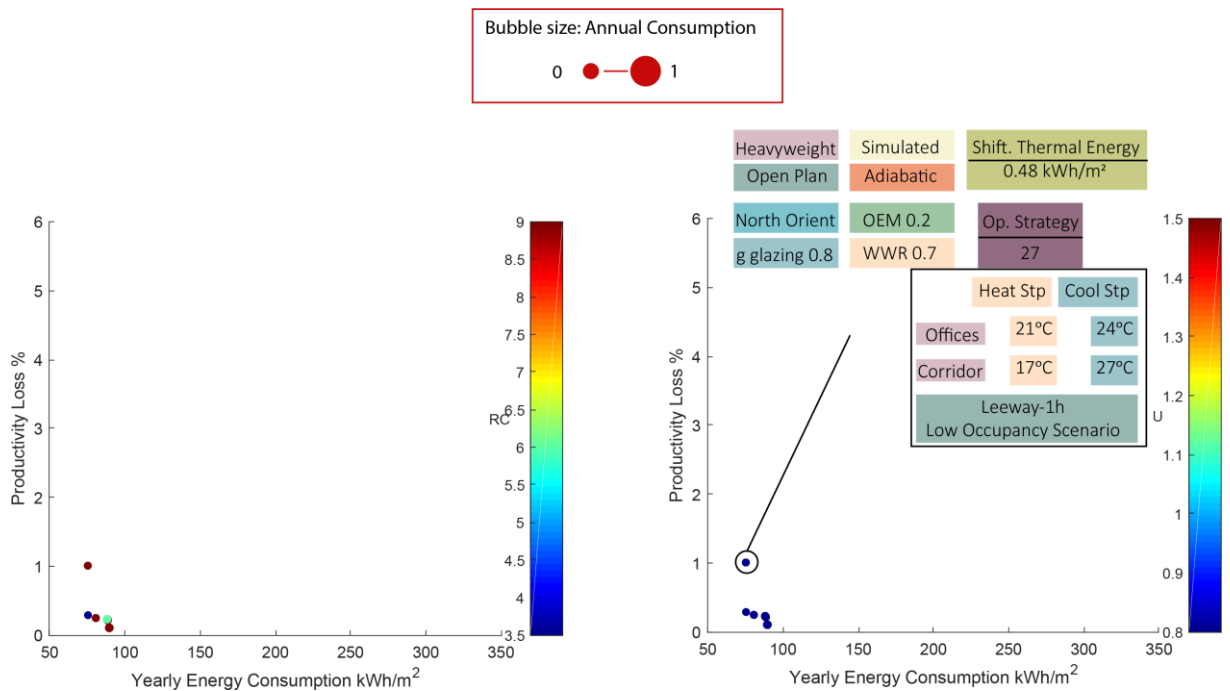 Bubble size: Annual Consumption
0 1
Heavyweight Simulated Shift. Thermal Energy
Open Plan Adiabatic 0.48 kWh/m²
North Orient OEM 0.2 Op. Strategy
g glazing 0.8 WWR 0.7 27
Heat Stp Cool Stp
Offices 21ºC 24ºC
Corridor 17ºC 27ºC
Leeway-1h
Low Occupancy Scenario
Productivity Loss %
6
5
4
3
2
1
0
50 100 150 200 250 300 350
Yearly Energy Consumption kWh/m²
RC
9
8.5
8
7.5
7
6.5
6
5.5
5
4.5
4
3.5
Productivity Loss %
6
5
4
3
2
1
0
50 100 150 200 250 300 350
Yearly Energy Consumption kWh/m²
U
1.5
1.4
1.3
1.2
1.1
1
0.9
0.8